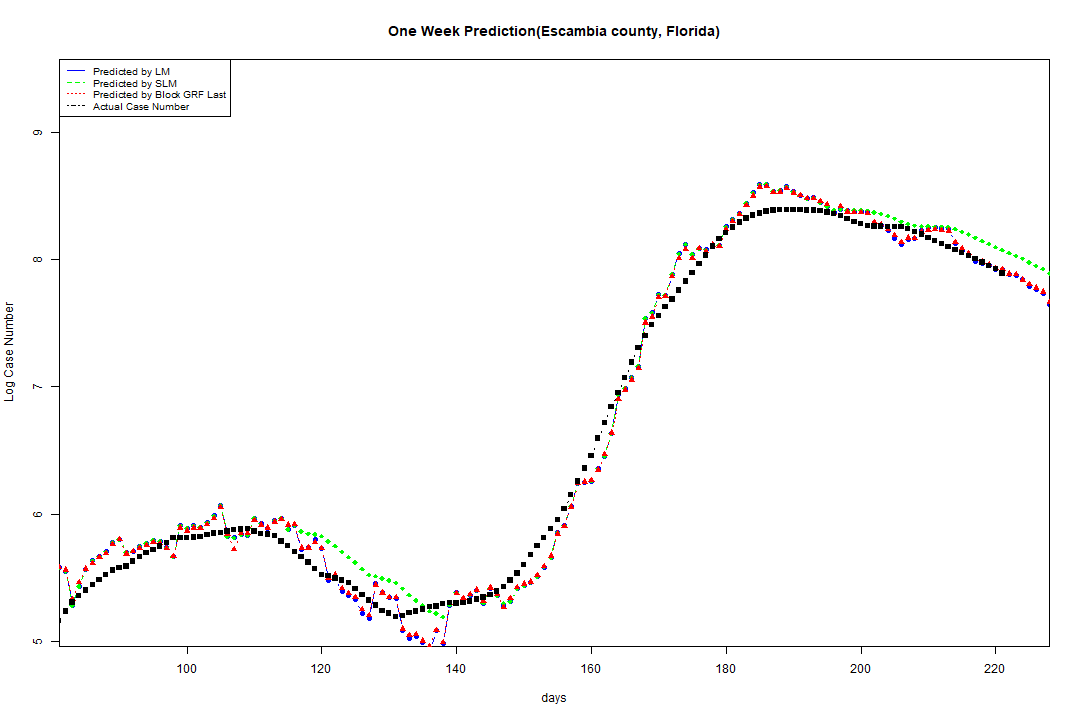 One Week Prediction(Escambia county, Florida)
Predicted by LM
Predicted by SLM
Predicted by Block GRF Last
Actual Case Number
9
8
7
6
5
Log Case Number
100 120 140 160 180 200 220
days